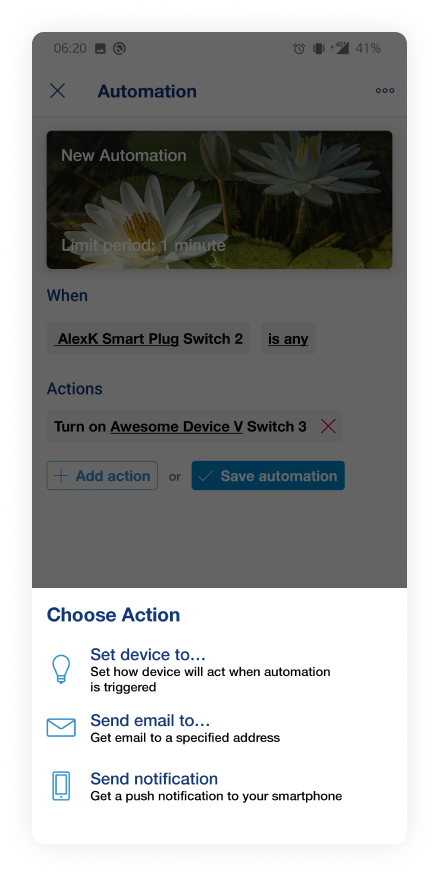 06:20 4G 41%
Automation
New Automation
Limit period: 1 minute
When
AlexK Smart Plug Switch 2 is any
Actions
Turn on Awesome Device V Switch 3
Add action or Save automation
Choose Action
Set device to...
Set how device will act when automation
is triggered
Send email to...
Get email to a specified address
Send notification
Get a push notification to your smartphone